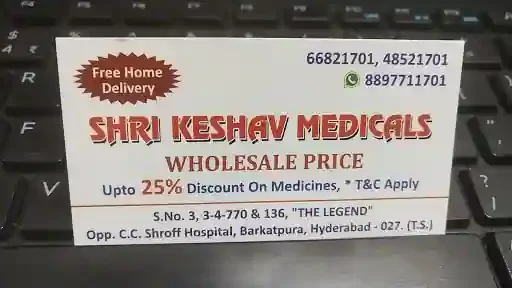 Free Home
Delivery
66821701, 48521701
8897711701
SHRI KESHAV MEDICALS
WHOLESALE PRICE
Upto 25% Discount On Medicines, * T&C Apply
S.No. 3, 3-4-770 & 136, "THE LEGEND"
Opp. C.C. Shroff Hospital, Barkatpura, Hyderabad - 027. (T.S.)
4 ₹
R
F
V